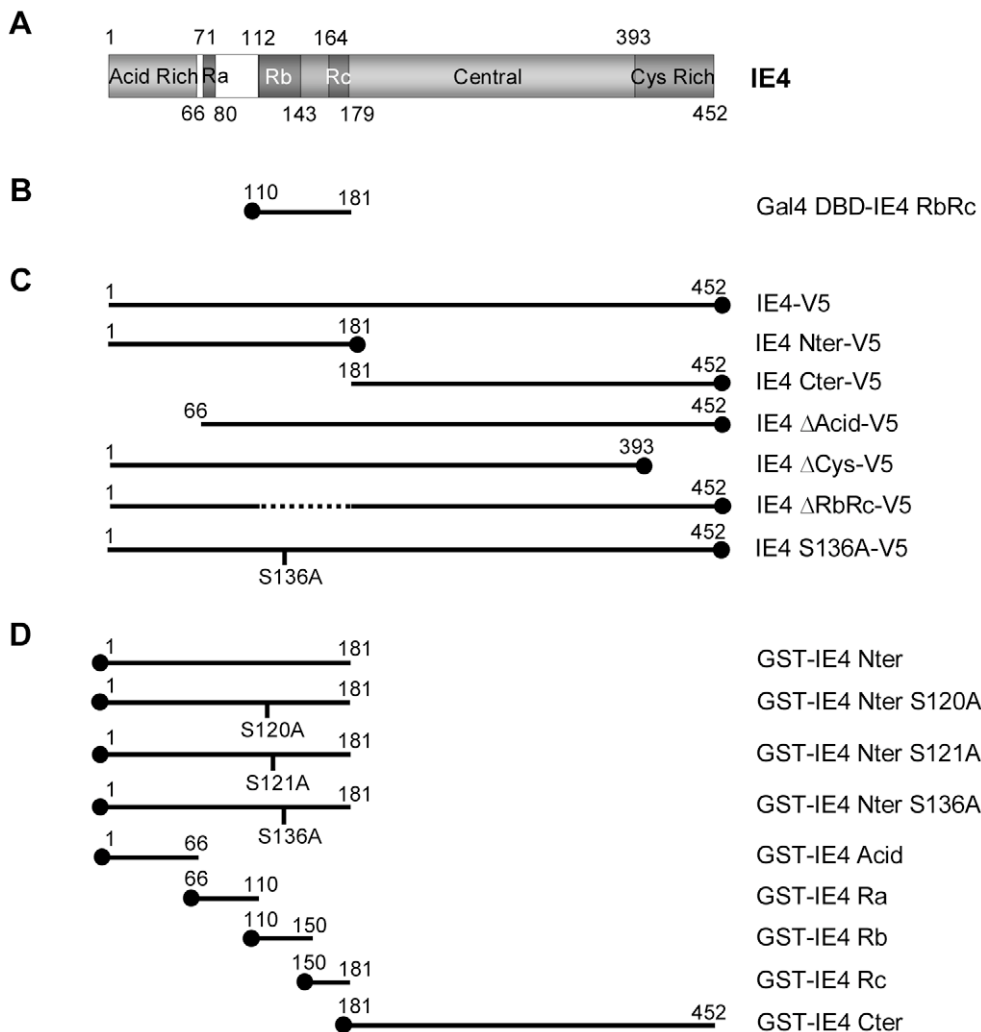 A
1 71 112 164 393
Acid Rich Ra Rb Rc Central Cys Rich IE4
66 80 143 179 452
B
110 181 Gal4 DBD-IE4 RbRc
C
1 452 IE4-V5
1 181 IE4 Nter-V5
181 452 IE4 Cter-V5
66 452 IE4 ΔAcid-V5
1 393 IE4 ΔCys-V5
1 452 IE4 ΔRbRc-V5
1 452 IE4 S136A-V5
S136A
D
1 181 GST-IE4 Nter
1 181 GST-IE4 Nter S120A
S120A
1 181 GST-IE4 Nter S121A
S121A
1 181 GST-IE4 Nter S136A
S136A
1 66 GST-IE4 Acid
66 110 GST-IE4 Ra
110 150 GST-IE4 Rb
150 181 GST-IE4 Rc
181 452 GST-IE4 Cter